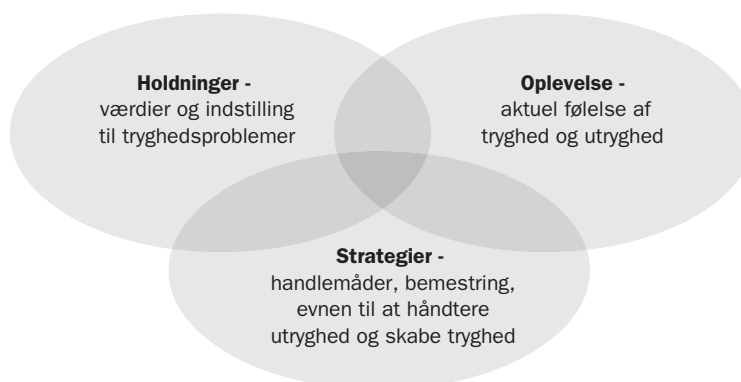 Holdninger -
værdier og indstilling
til tryghedsproblemer
Oplevelse -
aktuel følelse af
tryghed og utryghed
Strategier -
handlemåder, bemestring,
evnen til at håndtere
utryghed og skabe tryghed